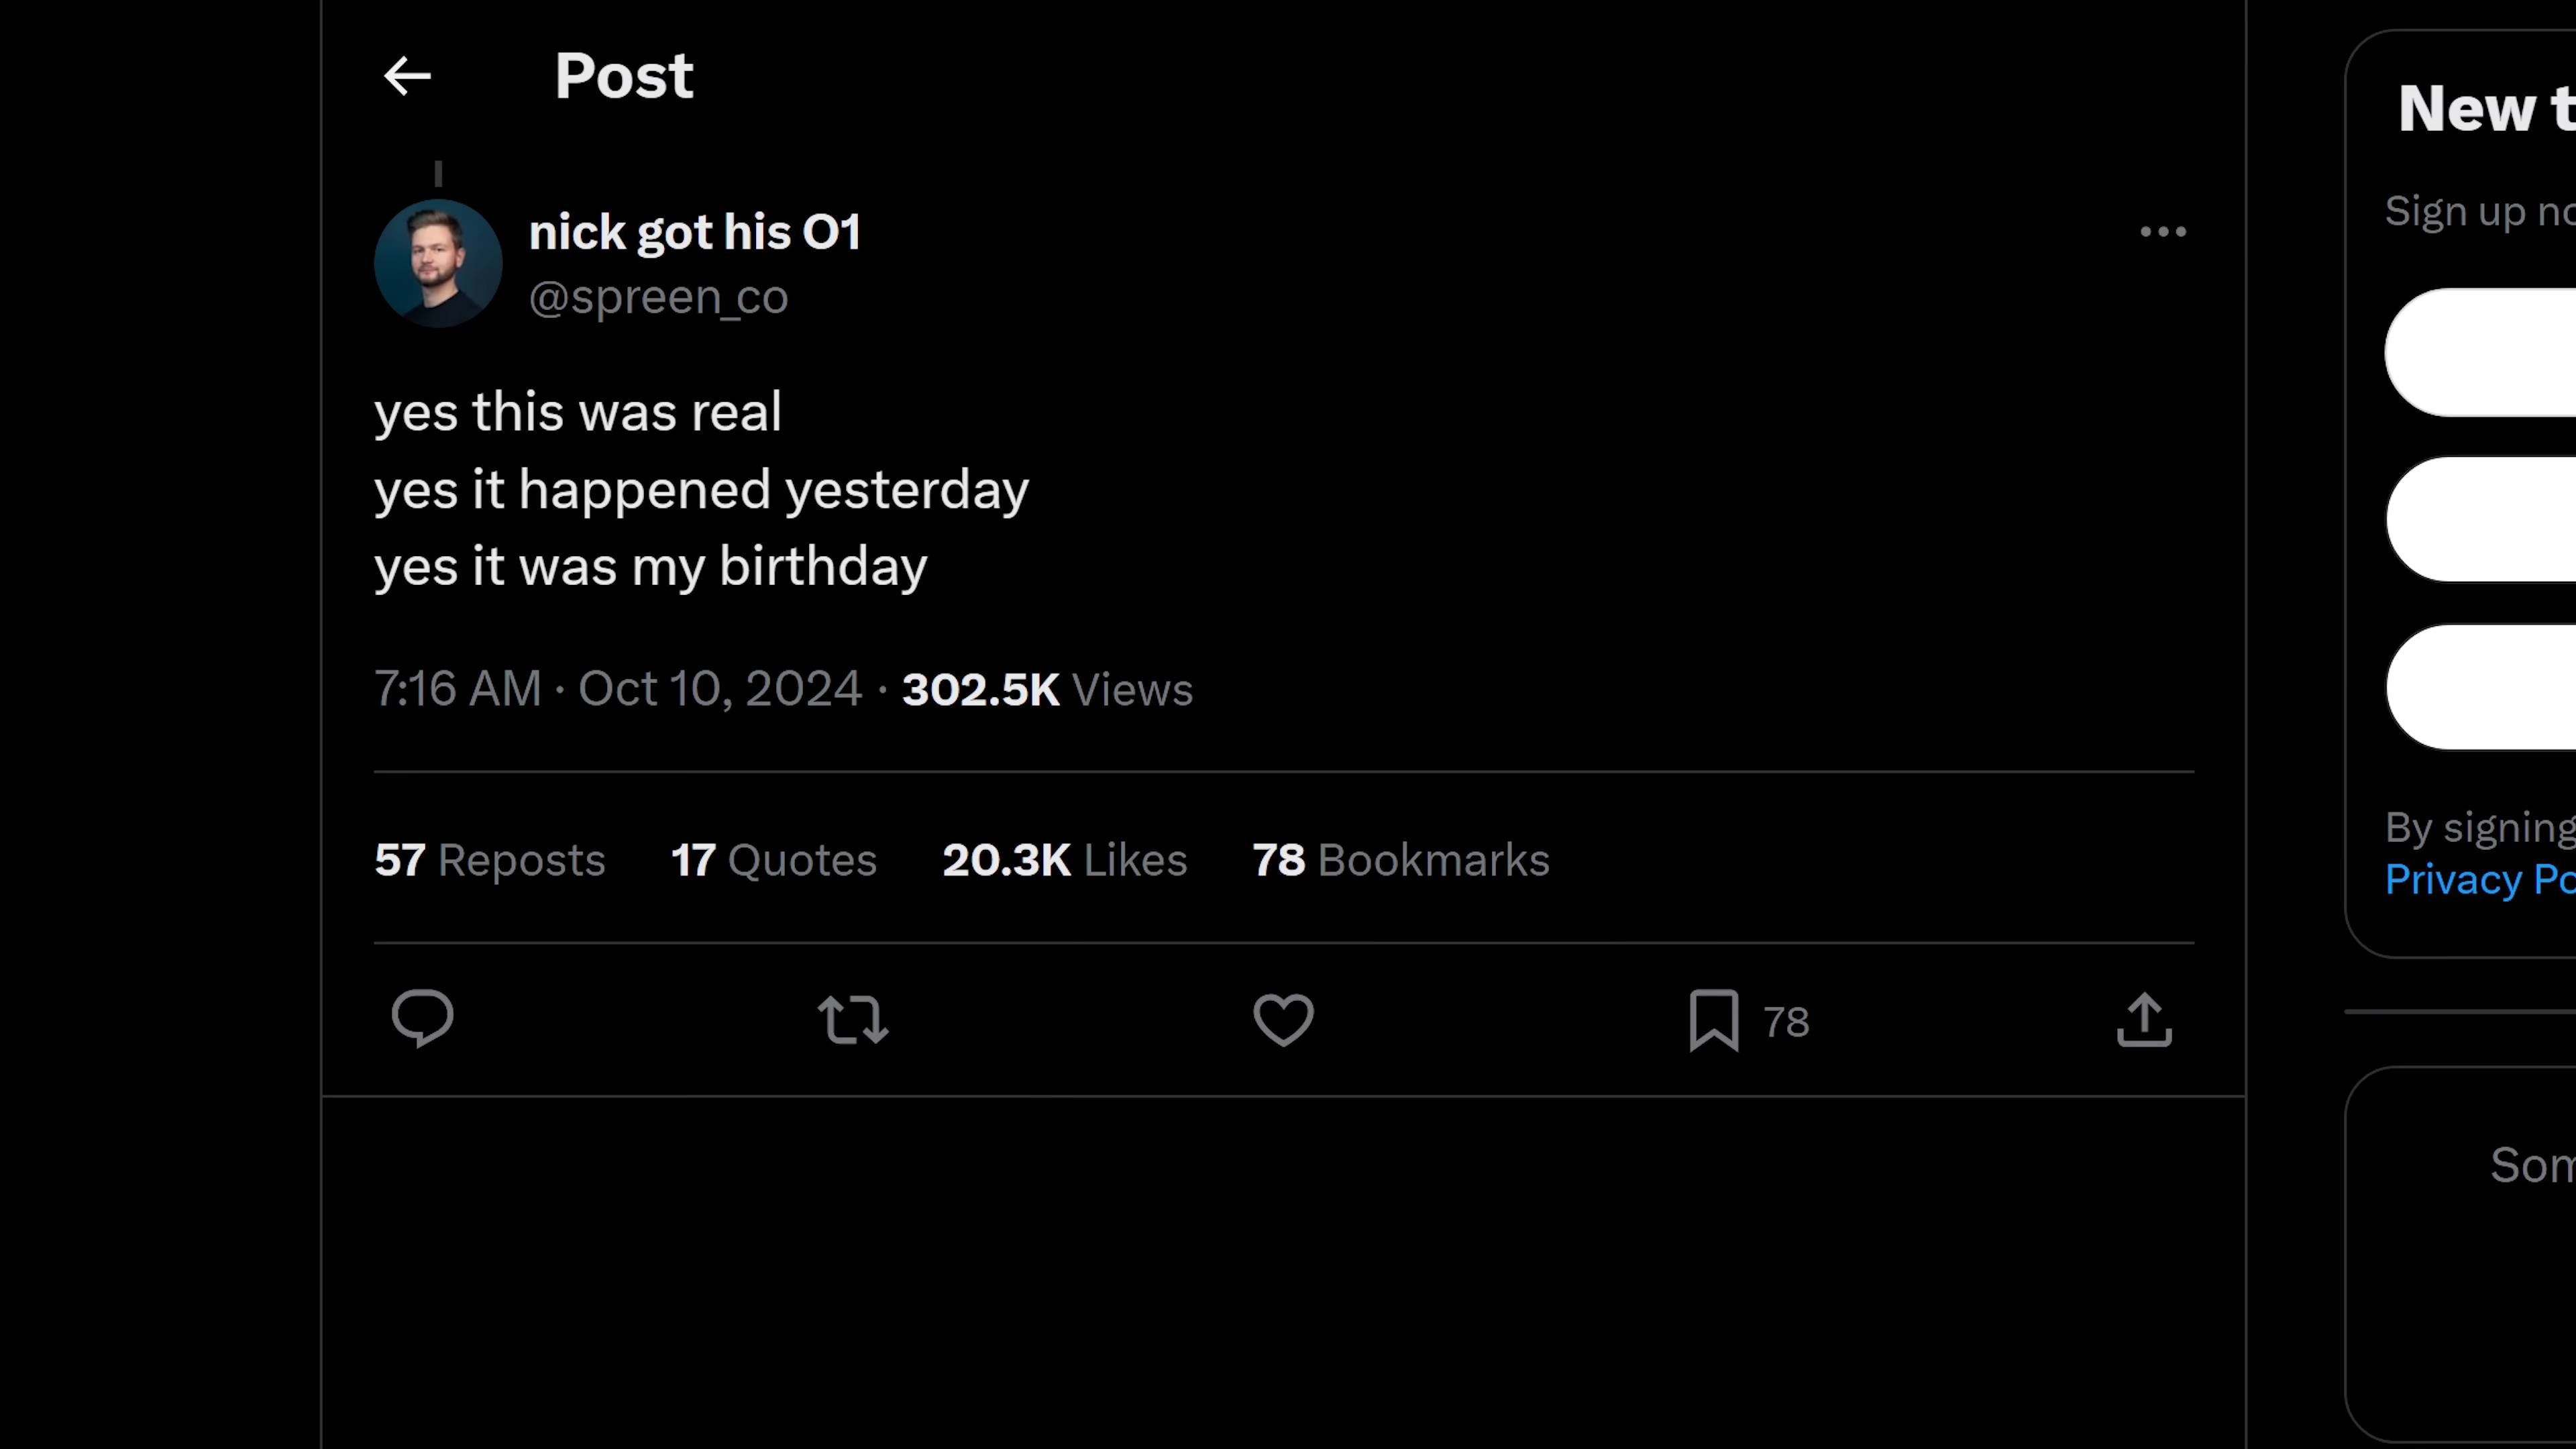 Post
nick got his O1
@spreen_co
yes this was real
yes it happened yesterday
yes it was my birthday
7:16 AM · Oct 10, 2024 · 302.5K Views
57 Reposts 17 Quotes 20.3K Likes 78 Bookmarks
78
New t
Sign up no
By signing
Privacy Po
Som